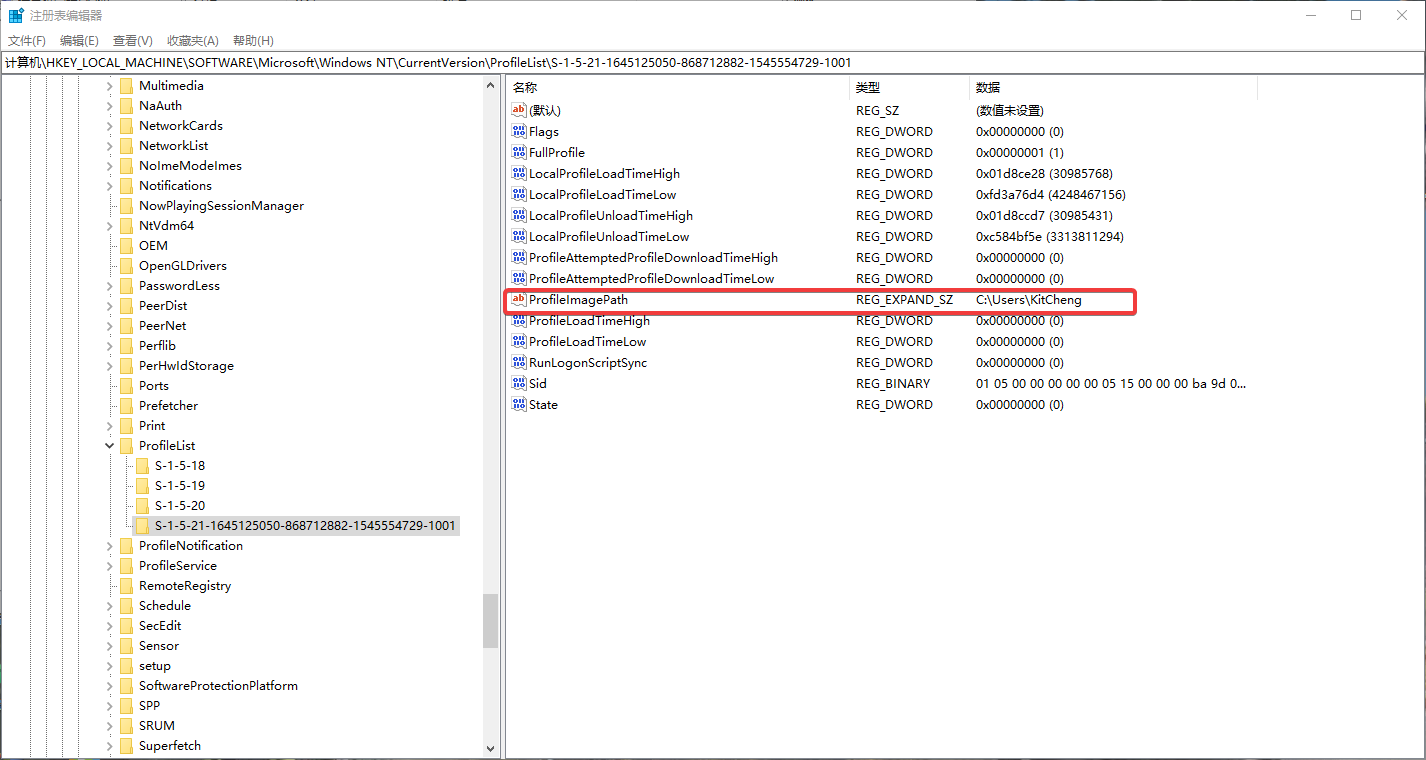 注册表编辑器
文件(F) 编辑(E) 查看(V) 收藏夹(A) 帮助(H)
计算机\HKEY_LOCAL_MACHINE\SOFTWARE\Microsoft\Windows NT\CurrentVersion\ProfileList\S-1-5-21-1645125050-868712882-1545554729-1001
Multimedia
NaAuth
NetworkCards
NetworkList
NoImeModeImes
Notifications
NowPlayingSessionManager
NtVdm64
OEM
OpenGLDrivers
PasswordLess
PeerDist
PeerNet
Perflib
PerHwIdStorage
Ports
Prefetcher
Print
ProfileList
S-1-5-18
S-1-5-19
S-1-5-20
S-1-5-21-1645125050-868712882-1545554729-1001
ProfileNotification
ProfileService
RemoteRegistry
Schedule
SecEdit
Sensor
setup
SoftwareProtectionPlatform
SPP
SRUM
Superfetch
名称 类型 数据
(默认) REG_SZ (数值未设置)
Flags REG_DWORD 0x00000000 (0)
FullProfile REG_DWORD 0x00000001 (1)
LocalProfileLoadTimeHigh REG_DWORD 0x01d8ce28 (30985768)
LocalProfileLoadTimeLow REG_DWORD 0xfd3a76d4 (4248467156)
LocalProfileUnloadTimeHigh REG_DWORD 0x01d8ccd7 (30985431)
LocalProfileUnloadTimeLow REG_DWORD 0xc584bf5e (3313811294)
ProfileAttemptedProfileDownloadTimeHigh REG_DWORD 0x00000000 (0)
ProfileAttemptedProfileDownloadTimeLow REG_DWORD 0x00000000 (0)
ProfileImagePath REG_EXPAND_SZ C:\Users\KitCheng
ProfileLoadTimeHigh REG_DWORD 0x00000000 (0)
ProfileLoadTimeLow REG_DWORD 0x00000000 (0)
RunLogonScriptSync REG_DWORD 0x00000000 (0)
Sid REG_BINARY 01 05 00 00 00 00 00 05 15 00 00 00 ba 9d 0...
State REG_DWORD 0x00000000 (0)